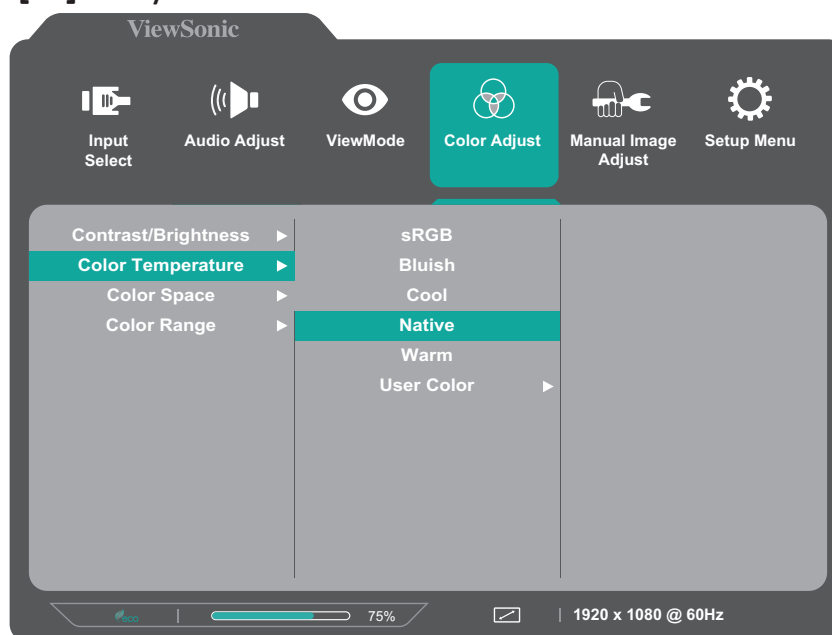 ViewSonic
Input
Select
Audio Adjust
ViewMode
Color Adjust
Manual Image
Adjust
Setup Menu
Contrast/Brightness
Color Temperature
Color Space
Color Range
sRGB
Bluish
Cool
Native
Warm
User Color
eco
75%
1920 x 1080 @ 60Hz